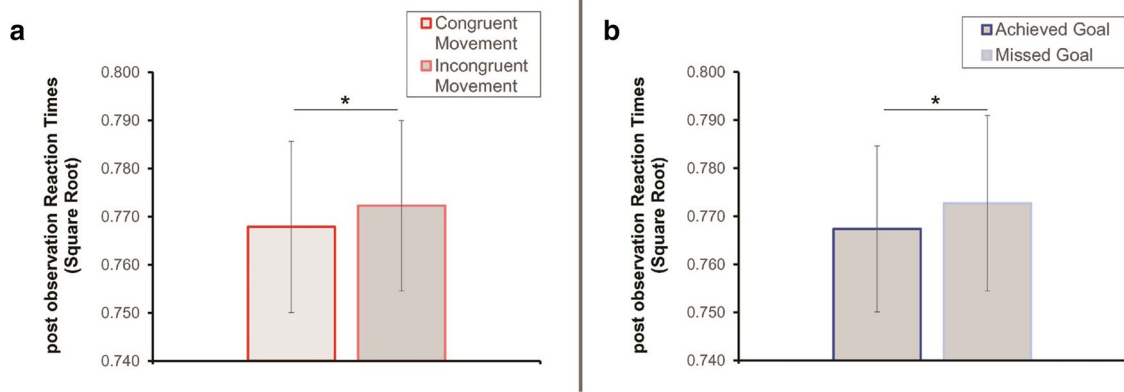 a
Congruent
Movement
Incongruent
Movement
post observation Reaction Times
(Square Root)
0.800
0.790
0.780
0.770
0.760
0.750
0.740
*
b
Achieved Goal
Missed Goal
post observation Reaction Times
(Square Root)
0.800
0.790
0.780
0.770
0.760
0.750
0.740
*